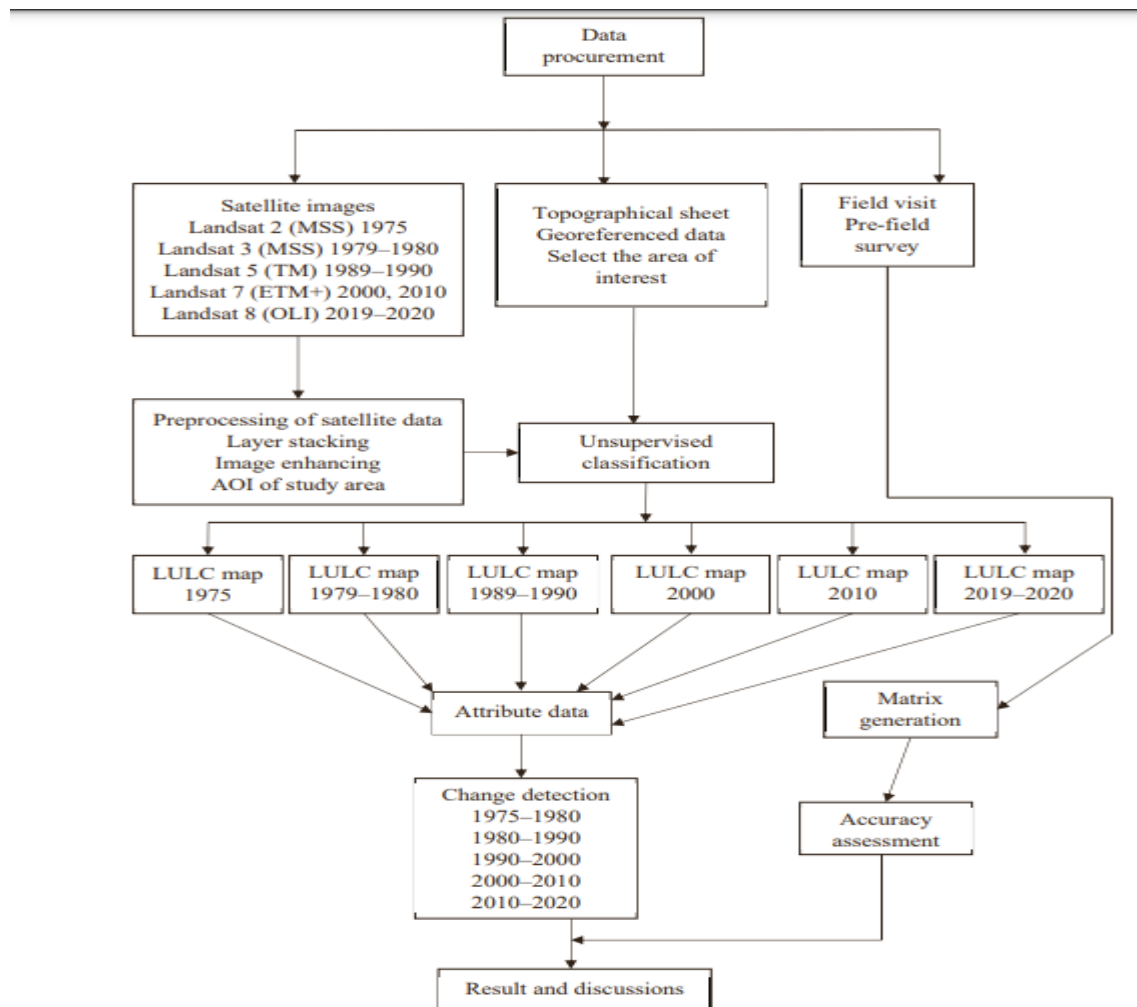 Data
procurement
Satellite images
Landsat 2 (MSS) 1975
Landsat 3 (MSS) 1979–1980
Landsat 5 (TM) 1989–1990
Landsat 7 (ETM+) 2000, 2010
Landsat 8 (OLI) 2019–2020
Topographical sheet
Georeferenced data
Select the area of
interest
Field visit
Pre-field
survey
Preprocessing of satellite data
Layer stacking
Image enhancing
AOI of study area
Unsupervised
classification
LULC map
1975
LULC map
1979–1980
LULC map
1989–1990
LULC map
2000
LULC map
2010
LULC map
2019–2020
Attribute data
Matrix
generation
Change detection
1975–1980
1980–1990
1990–2000
2000–2010
2010–2020
Accuracy
assessment
Result and discussions